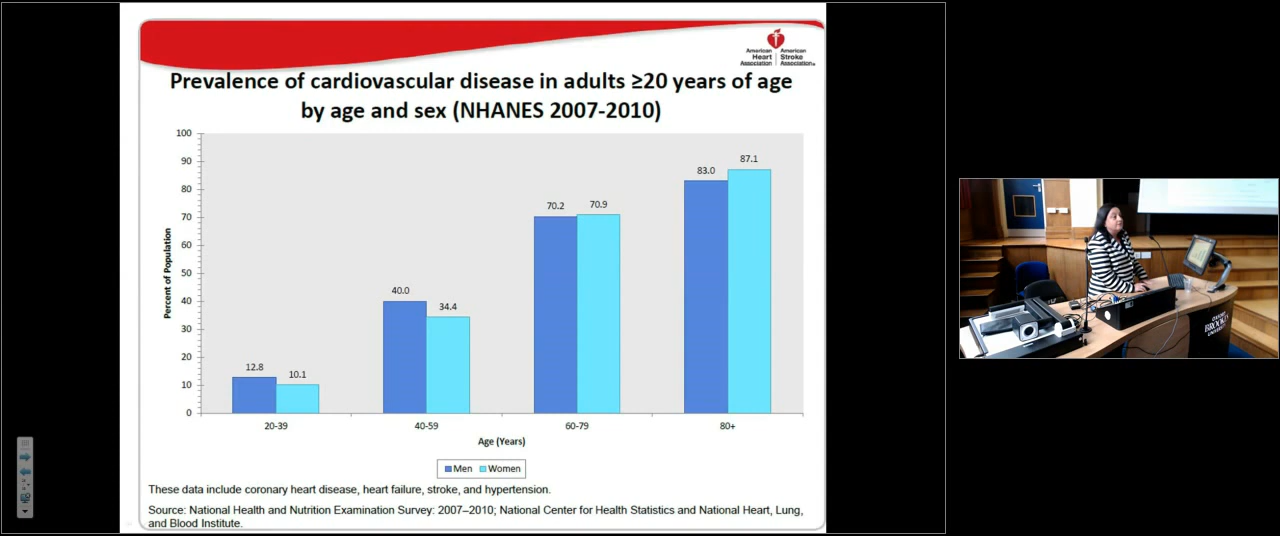 American
Heart
Association
American
Stroke
Association®
Prevalence of cardiovascular disease in adults ≥20 years of age
by age and sex (NHANES 2007-2010)
Percent of Population
100
90
80
70
60
50
40
30
20
10
0
12.8
10.1
40.0
34.4
70.2
70.9
83.0
87.1
20-39
40-59
60-79
80+
Age (Years)
Men Women
These data include coronary heart disease, heart failure, stroke, and hypertension.
Source: National Health and Nutrition Examination Survey: 2007–2010; National Center for Health Statistics and National Heart, Lung,
and Blood Institute.
OXFORD
BROOKES
UNIVERSITY